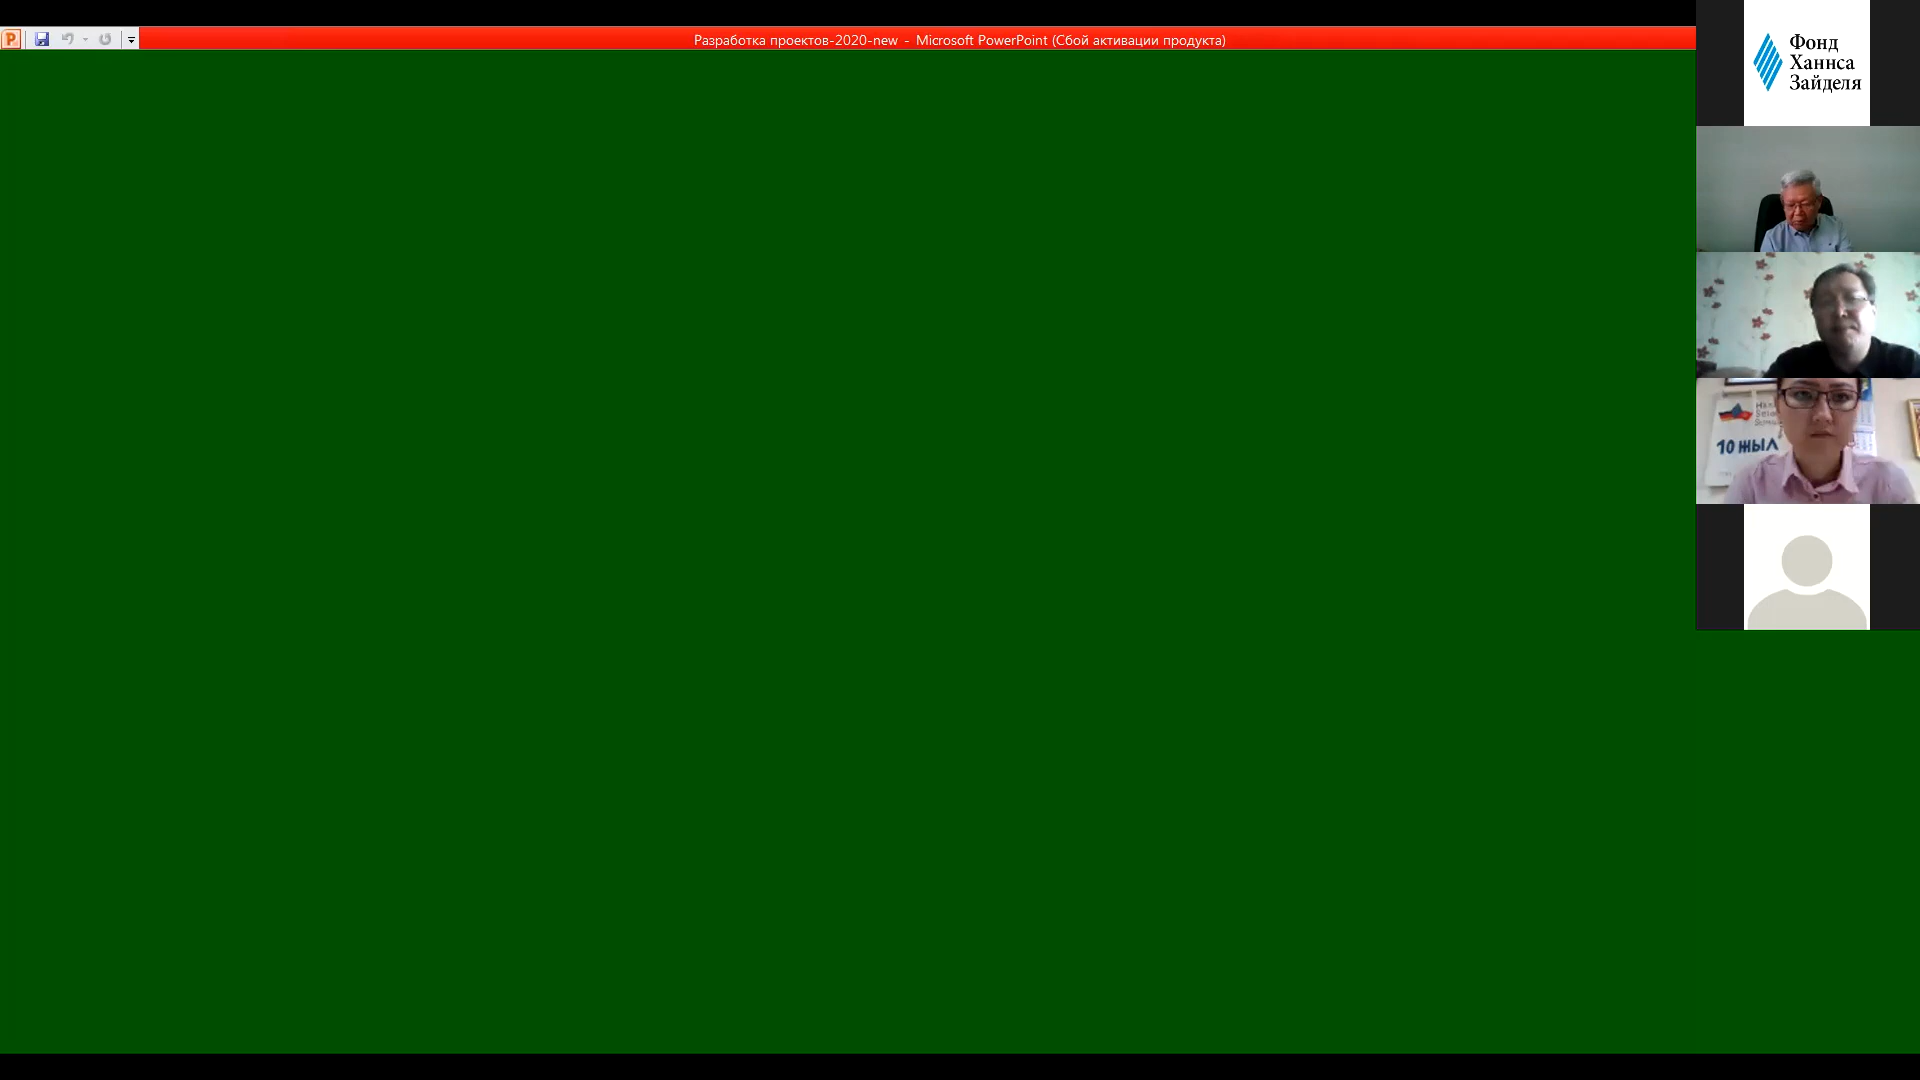 Разработка проектов-2020-new - Microsoft PowerPoint (Сбой активации продукта)
Фонд
Ханнса
Зайделя
10 ЖЫЛ